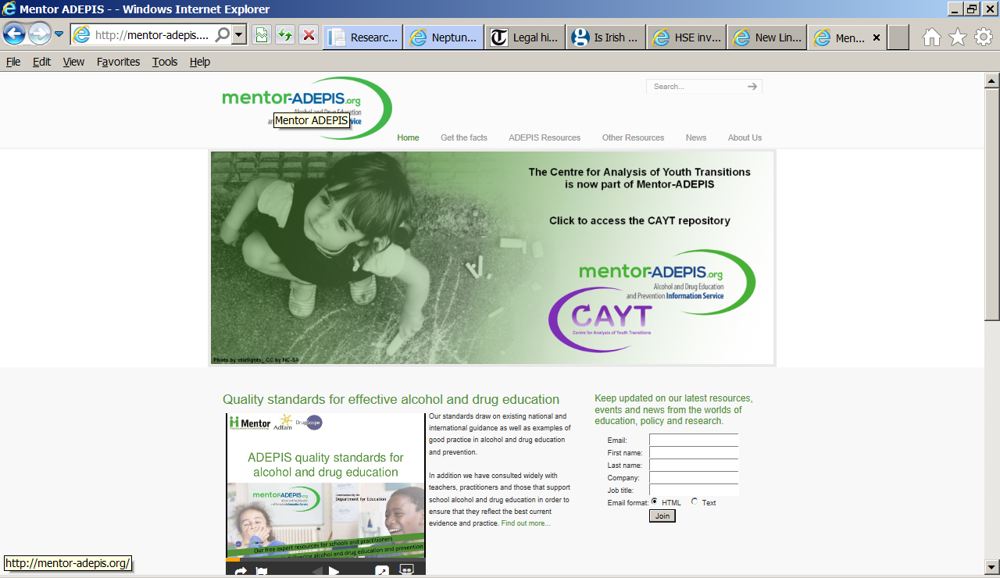 Mentor ADEPIS - - Windows Internet Explorer
http://mentor-adepis....
Researc...
Neptun...
Legal hi...
Is Irish ...
HSE inv...
New Lin...
Men...
File Edit View Favorites Tools Help
mentor-ADEPIS.org
Alcohol and Drug Education
Mentor ADEPIS
Search...
Home Get the facts ADEPIS Resources Other Resources News About Us
The Centre for Analysis of Youth Transitions
is now part of Mentor-ADEPIS
Click to access the CAYT repository
mentor-ADEPIS.org
Alcohol and Drug Education
and Prevention Information Service
CAYT
Centre for Analysis of Youth Transitions
Photo by starlights_ CC by NC-SA
Quality standards for effective alcohol and drug education
Mentor
Adfam
DrugScope
ADEPIS quality standards for
alcohol and drug education
mentor-ADEPIS.org
Commissioned by the
Department for Education
Our free expert resources for schools and practitioners
delivering alcohol and drug education and prevention
Our standards draw on existing national and
international guidance as well as examples of
good practice in alcohol and drug education
and prevention.
In addition we have consulted widely with
teachers, practitioners and those that support
school alcohol and drug education in order to
ensure that they reflect the best current
evidence and practice. Find out more...
Keep updated on our latest resources,
events and news from the worlds of
education, policy and research.
Email:
First name:
Last name:
Company:
Job title:
Email format: HTML Text
Join
http://mentor-adepis.org/